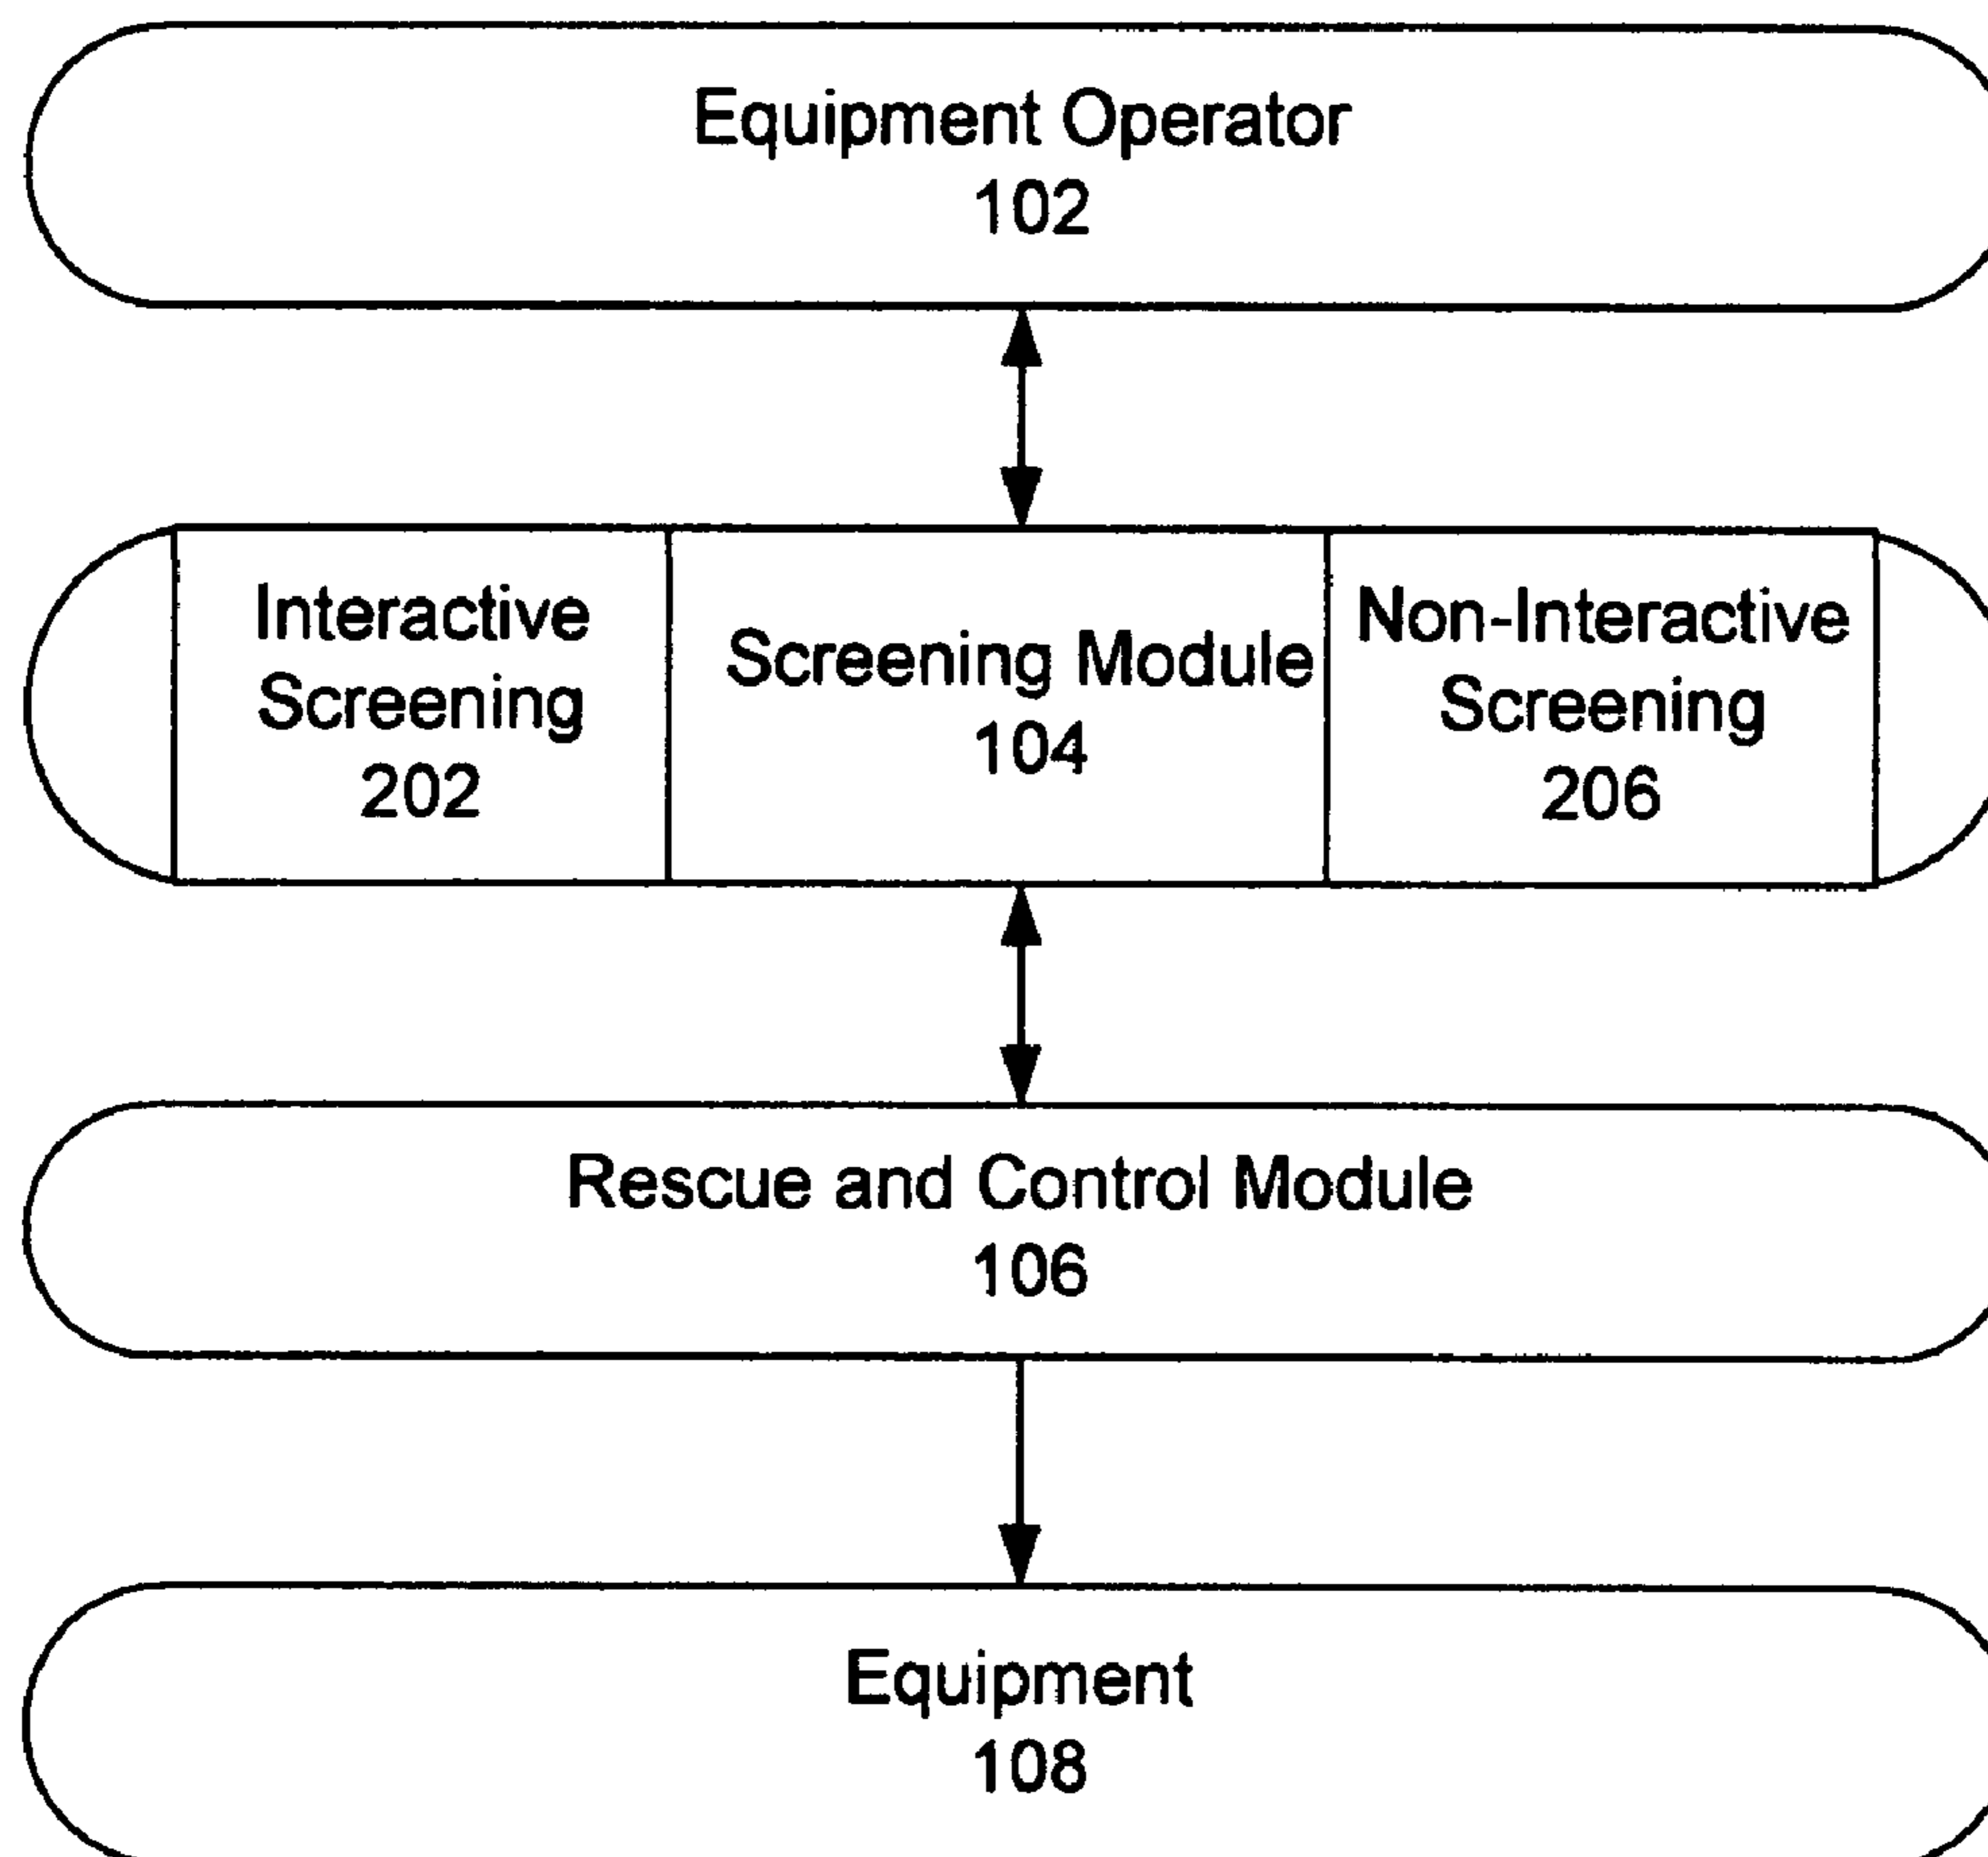 Equipment Operator
102
Interactive
Screening
202
Screening Module
104
Non-Interactive
Screening
206
Rescue and Control Module
106
Equipment
108